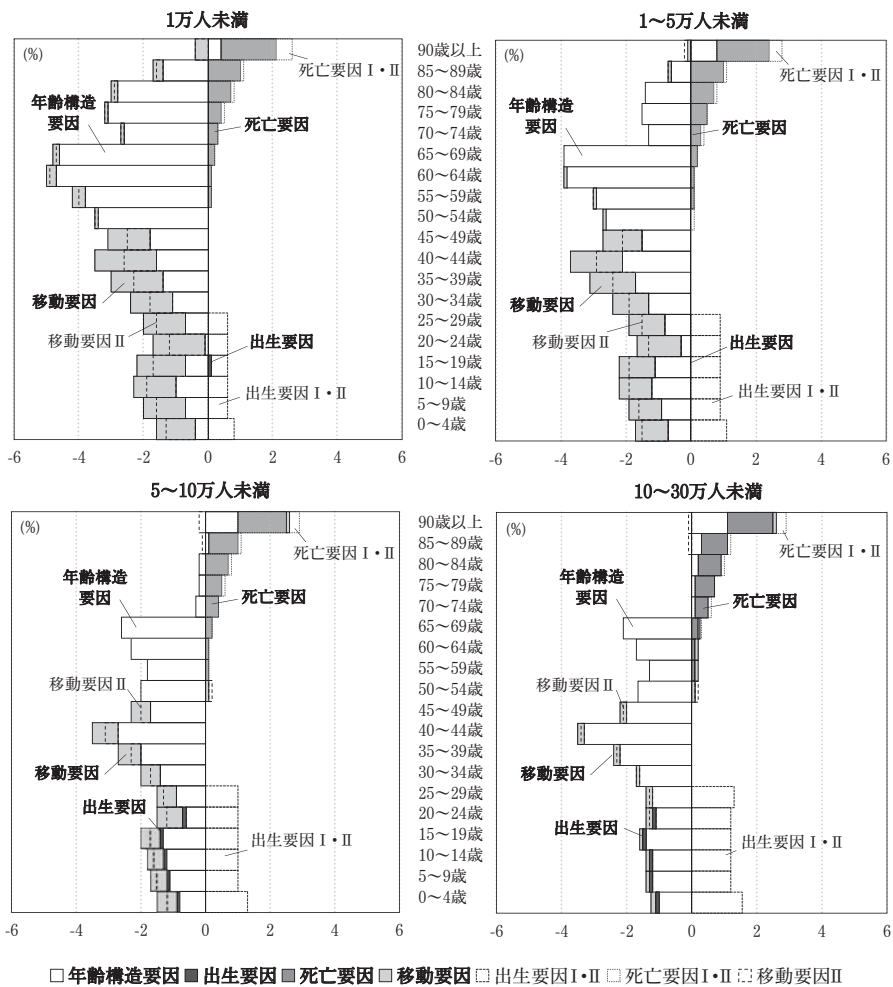 1万人未満
(%)
死亡要因Ⅰ・Ⅱ
年齢構造
要因
死亡要因
移動要因
移動要因Ⅱ
出生要因
出生要因Ⅰ・Ⅱ
-6 -4 -2 0 2 4 6
90歳以上
85～89歳
80～84歳
75～79歳
70～74歳
65～69歳
60～64歳
55～59歳
50～54歳
45～49歳
40～44歳
35～39歳
30～34歳
25～29歳
20～24歳
15～19歳
10～14歳
5～9歳
0～4歳
1～5万人未満
(%)
死亡要因Ⅰ・Ⅱ
年齢構造
要因
死亡要因
移動要因
移動要因Ⅱ
出生要因
出生要因Ⅰ・Ⅱ
-6 -4 -2 0 2 4 6
5～10万人未満
(%)
死亡要因Ⅰ・Ⅱ
年齢構造
要因
死亡要因
移動要因Ⅱ
移動要因
出生要因
出生要因Ⅰ・Ⅱ
-6 -4 -2 0 2 4 6
90歳以上
85～89歳
80～84歳
75～79歳
70～74歳
65～69歳
60～64歳
55～59歳
50～54歳
45～49歳
40～44歳
35～39歳
30～34歳
25～29歳
20～24歳
15～19歳
10～14歳
5～9歳
0～4歳
10～30万人未満
(%)
死亡要因Ⅰ・Ⅱ
年齢構造
要因
死亡要因
移動要因Ⅱ
移動要因
出生要因
出生要因Ⅰ・Ⅱ
-6 -4 -2 0 2 4 6
年齢構造要因 出生要因 死亡要因 移動要因 出生要因Ⅰ・Ⅱ 死亡要因Ⅰ・Ⅱ 移動要因Ⅱ